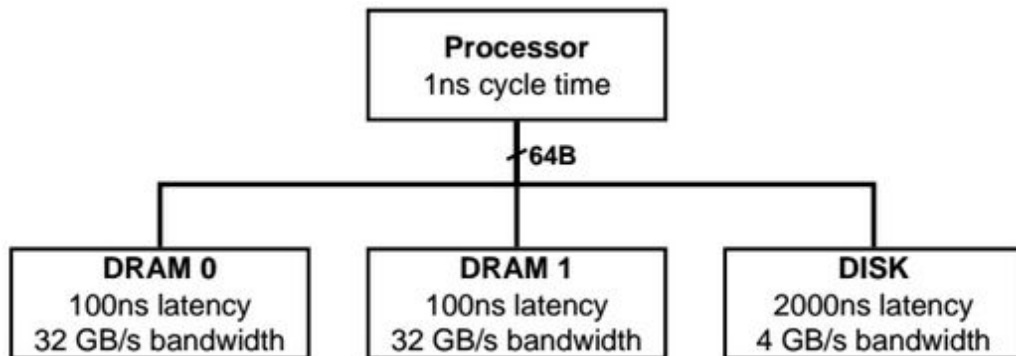 Processor
1ns cycle time
64B
DRAM 0
100ns latency
32 GB/s bandwidth
DRAM 1
100ns latency
32 GB/s bandwidth
DISK
2000ns latency
4 GB/s bandwidth